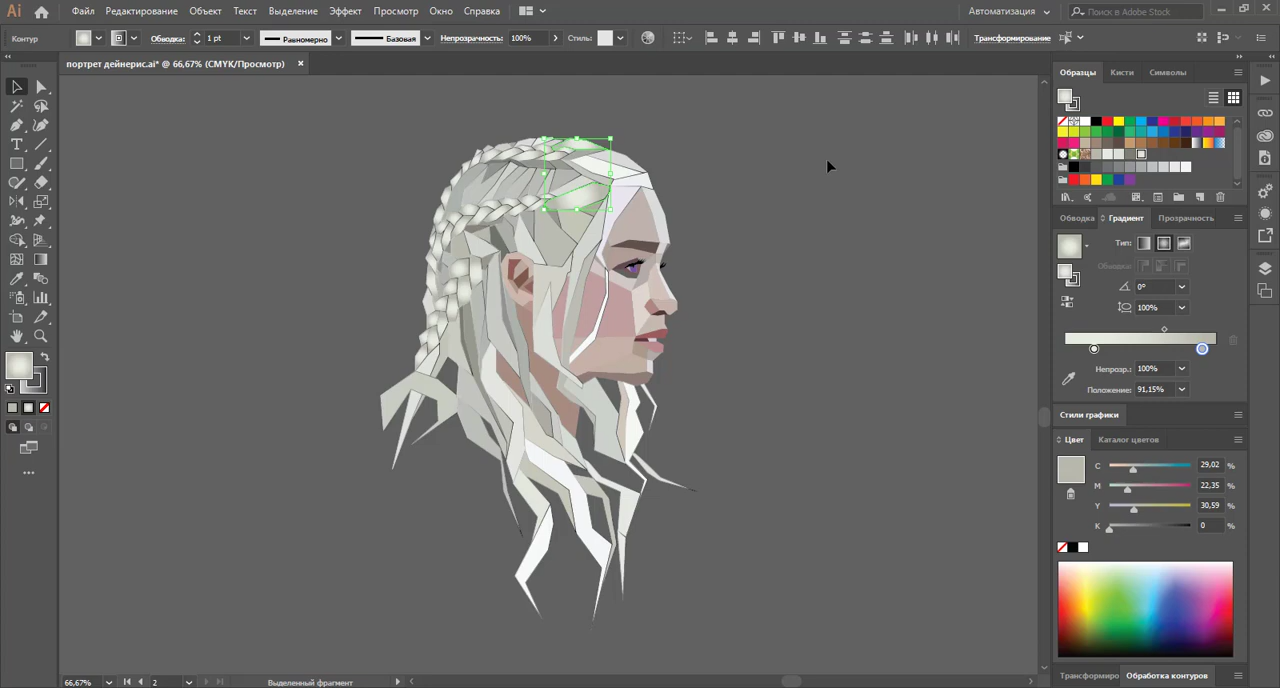 Ai Файл Редактирование Объект Текст Выделение Эффект Просмотр Окно Справка Автоматизация Поиск в Adobe Stock
Контур Обводка: 1 pt Равномерно Базовая Непрозрачность: 100% Стиль: Трансформирование
портрет дейнерис.ai* @ 66,67% (CMYK/Просмотр)
Образцы Кисти Символы
Обводка Градиент Прозрачность
Тип:
Обводка:
0°
100%
Непрозр.: 100%
Положение: 91,15%
Стили графики
Цвет Каталог цветов
C 29,02 %
M 22,35 %
Y 30,59 %
K 0 %
Трансформиро Обработка контуров
66,67% 2 Выделенный фрагмент